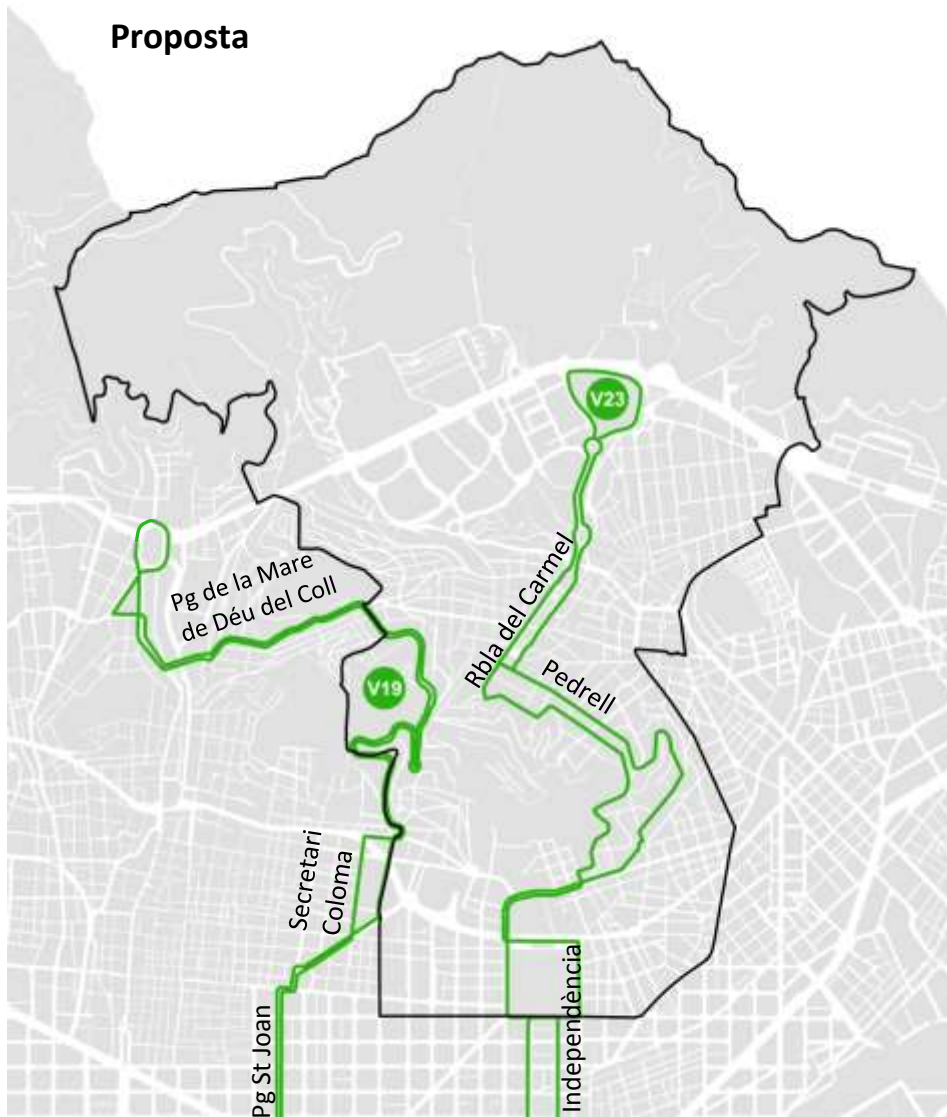 Proposta
V23
Pg de la Mare
de Déu del Coll
Rbla del Carmel
Pedrell
V19
Secretari
Coloma
Independència
Pg St Joan